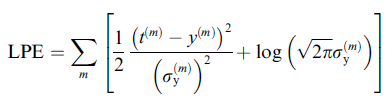 LPE = \sum_{m} \left[ \frac{1}{2} \frac{\left( t^{(m)} - y^{(m)} \right)^2}{\left( \sigma_y^{(m)} \right)^2} + \log \left( \sqrt{2\pi} \sigma_y^{(m)} \right) \right]